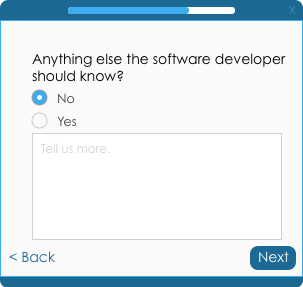 X
Anything else the software developer
should know?
No
Yes
Tell us more.
< Back
Next